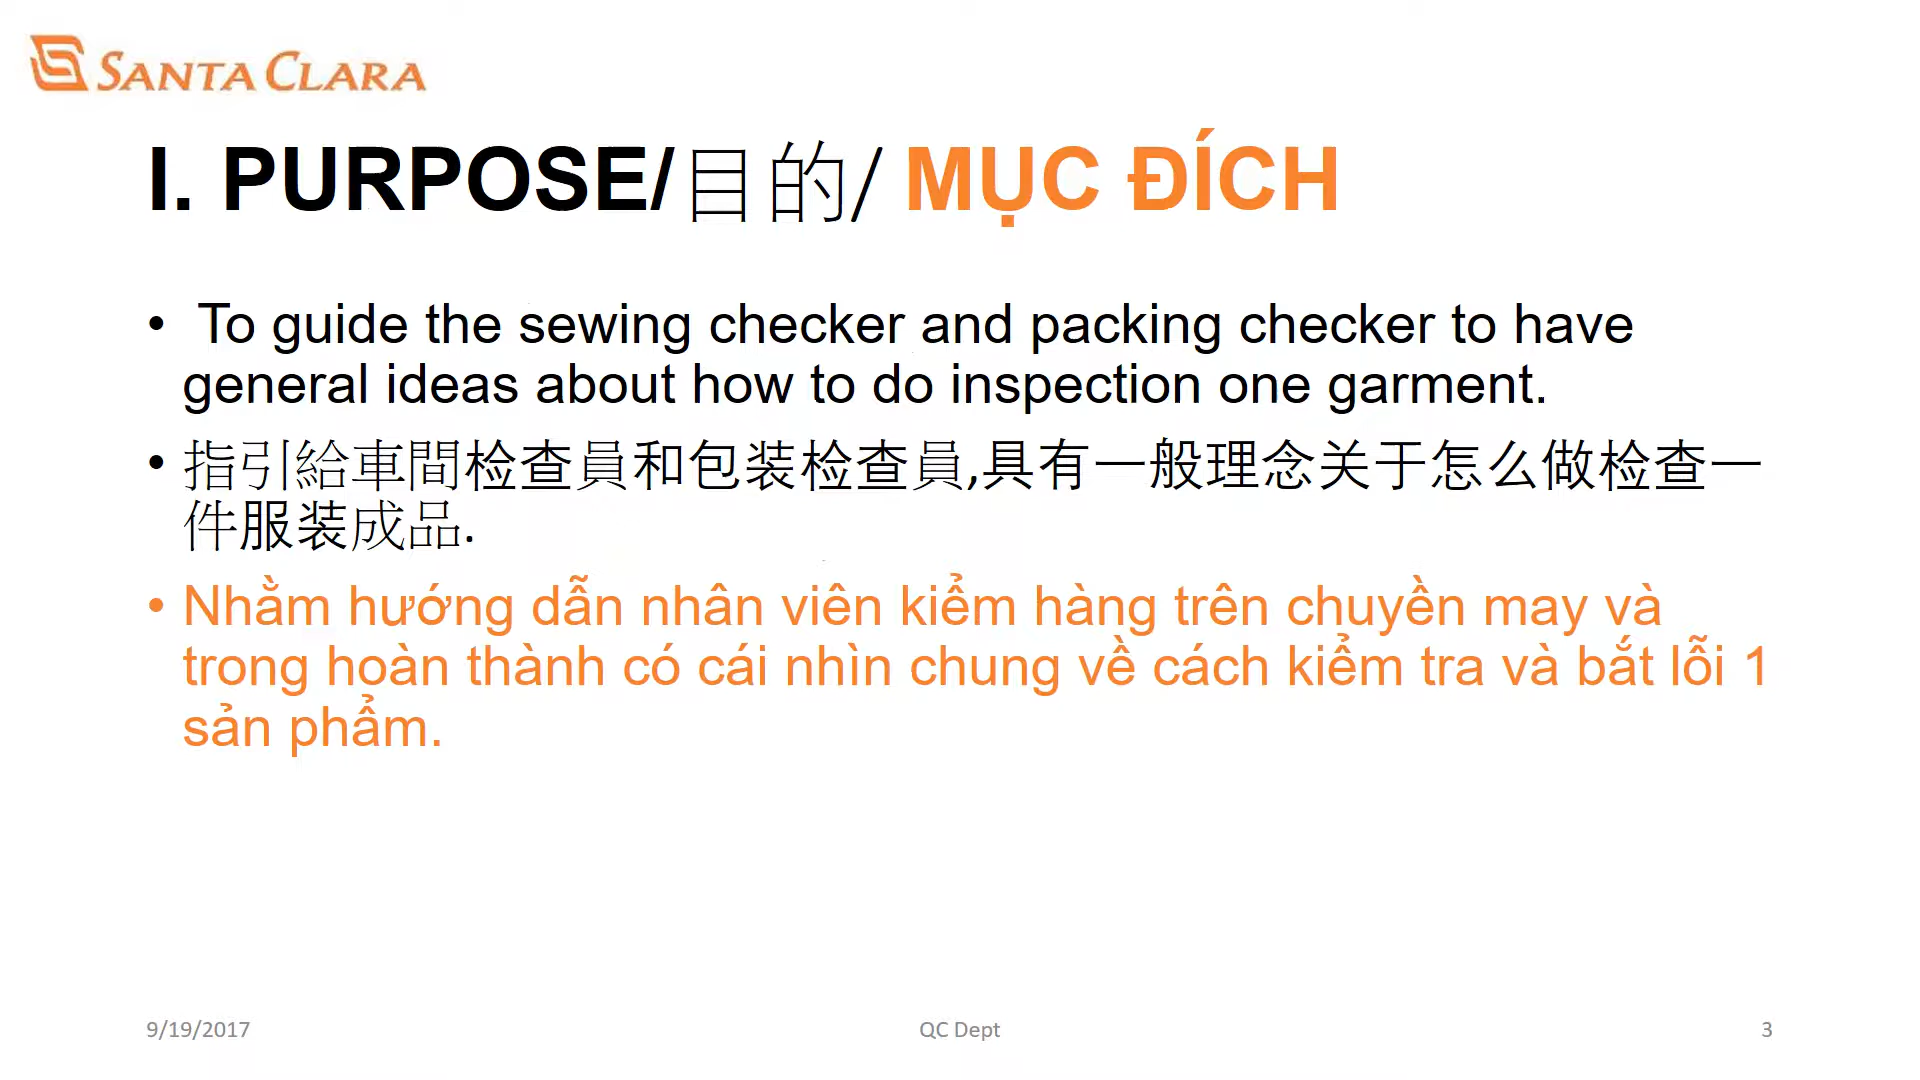 SANTA CLARA
I. PURPOSE/目的/ MỤC ĐÍCH
• To guide the sewing checker and packing checker to have
general ideas about how to do inspection one garment.
• 指引給車間检查員和包装检查員,具有一般理念关于怎么做检查一
件服装成品.
• Nhằm hướng dẫn nhân viên kiểm hàng trên chuyền may và
trong hoàn thành có cái nhìn chung về cách kiểm tra và bắt lỗi 1
sản phẩm.
9/19/2017
QC Dept
3